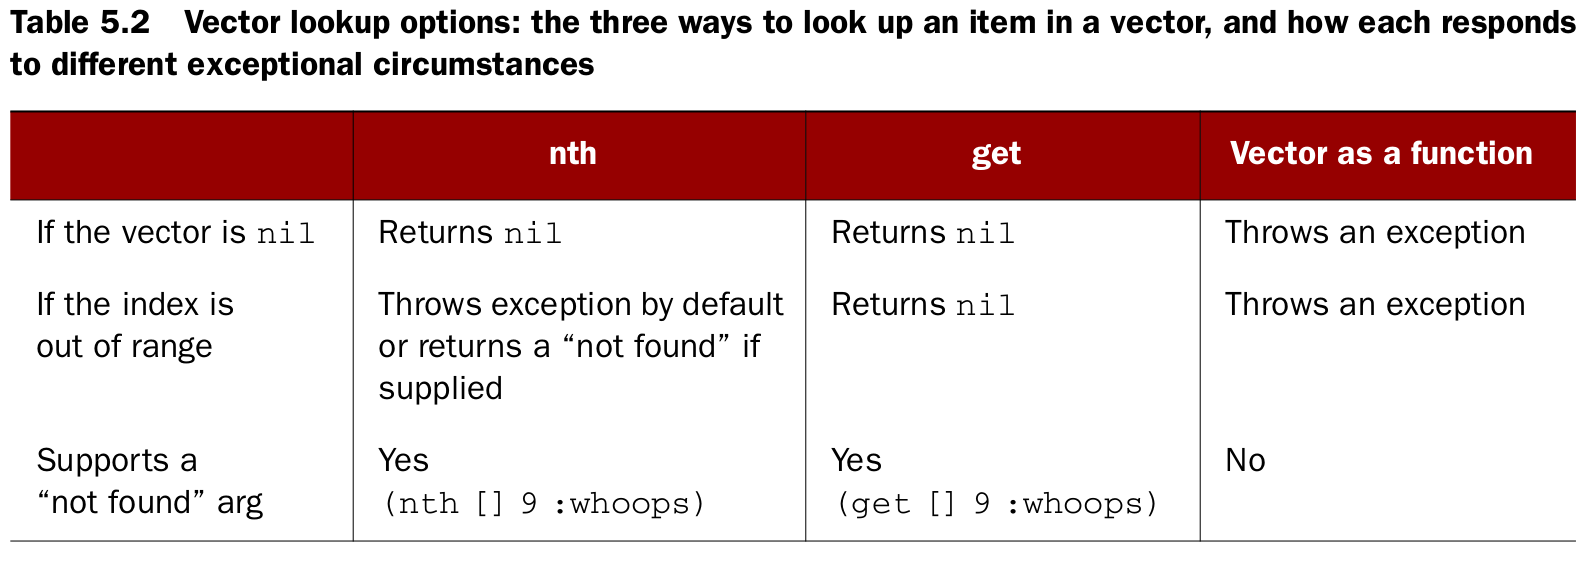 Table 5.2 Vector lookup options: the three ways to look up an item in a vector, and how each responds
to different exceptional circumstances
nth get Vector as a function
If the vector is nil Returns nil Returns nil Throws an exception
If the index is Throws exception by default Returns nil Throws an exception
out of range or returns a “not found” if
supplied
Supports a Yes Yes No
“not found” arg (nth [] 9 :whoops) (get [] 9 :whoops)